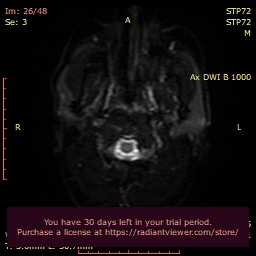 Im: 26/48
Se: 3
A
STP72
STP72
M
Ax DWI B 1000
R
L
You have 30 days left in your trial period.
Purchase a license at https://radiantviewer.com/store/